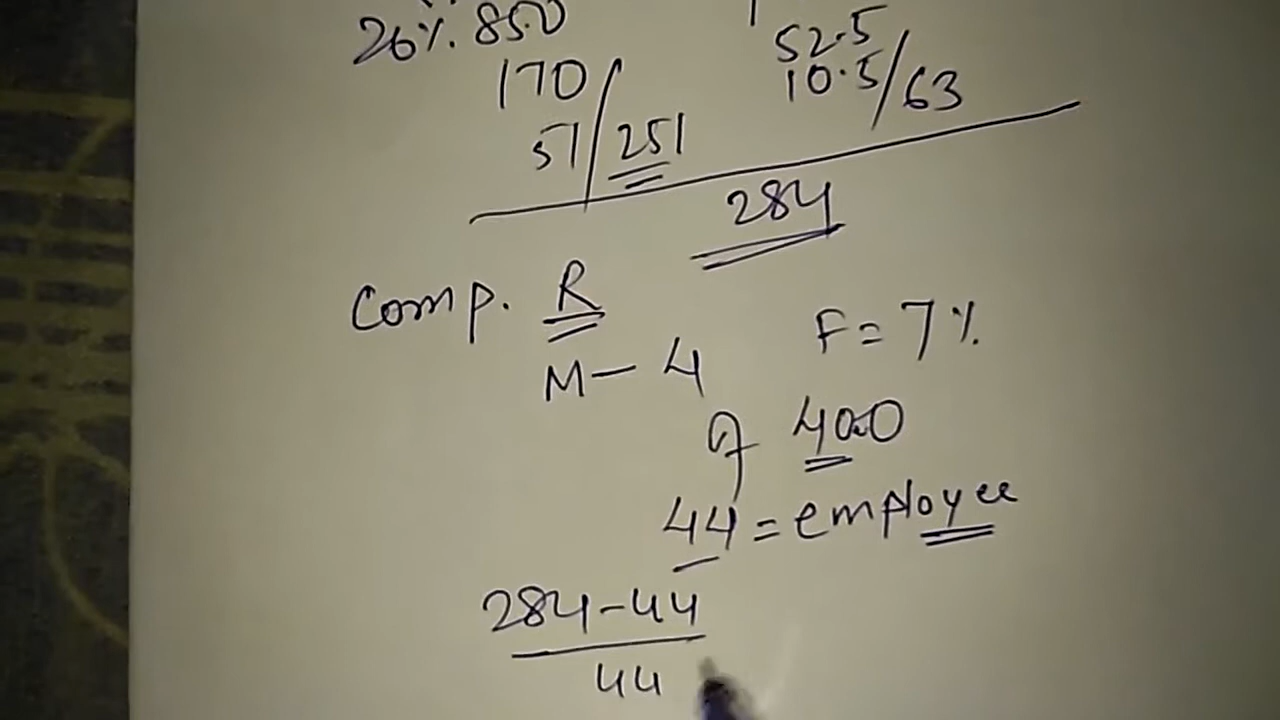 26%. 850
170
57/251
52.5
10.5/63
284
Comp. R
M - 4
F = 7%
of 400
44 = employee
284-44
44